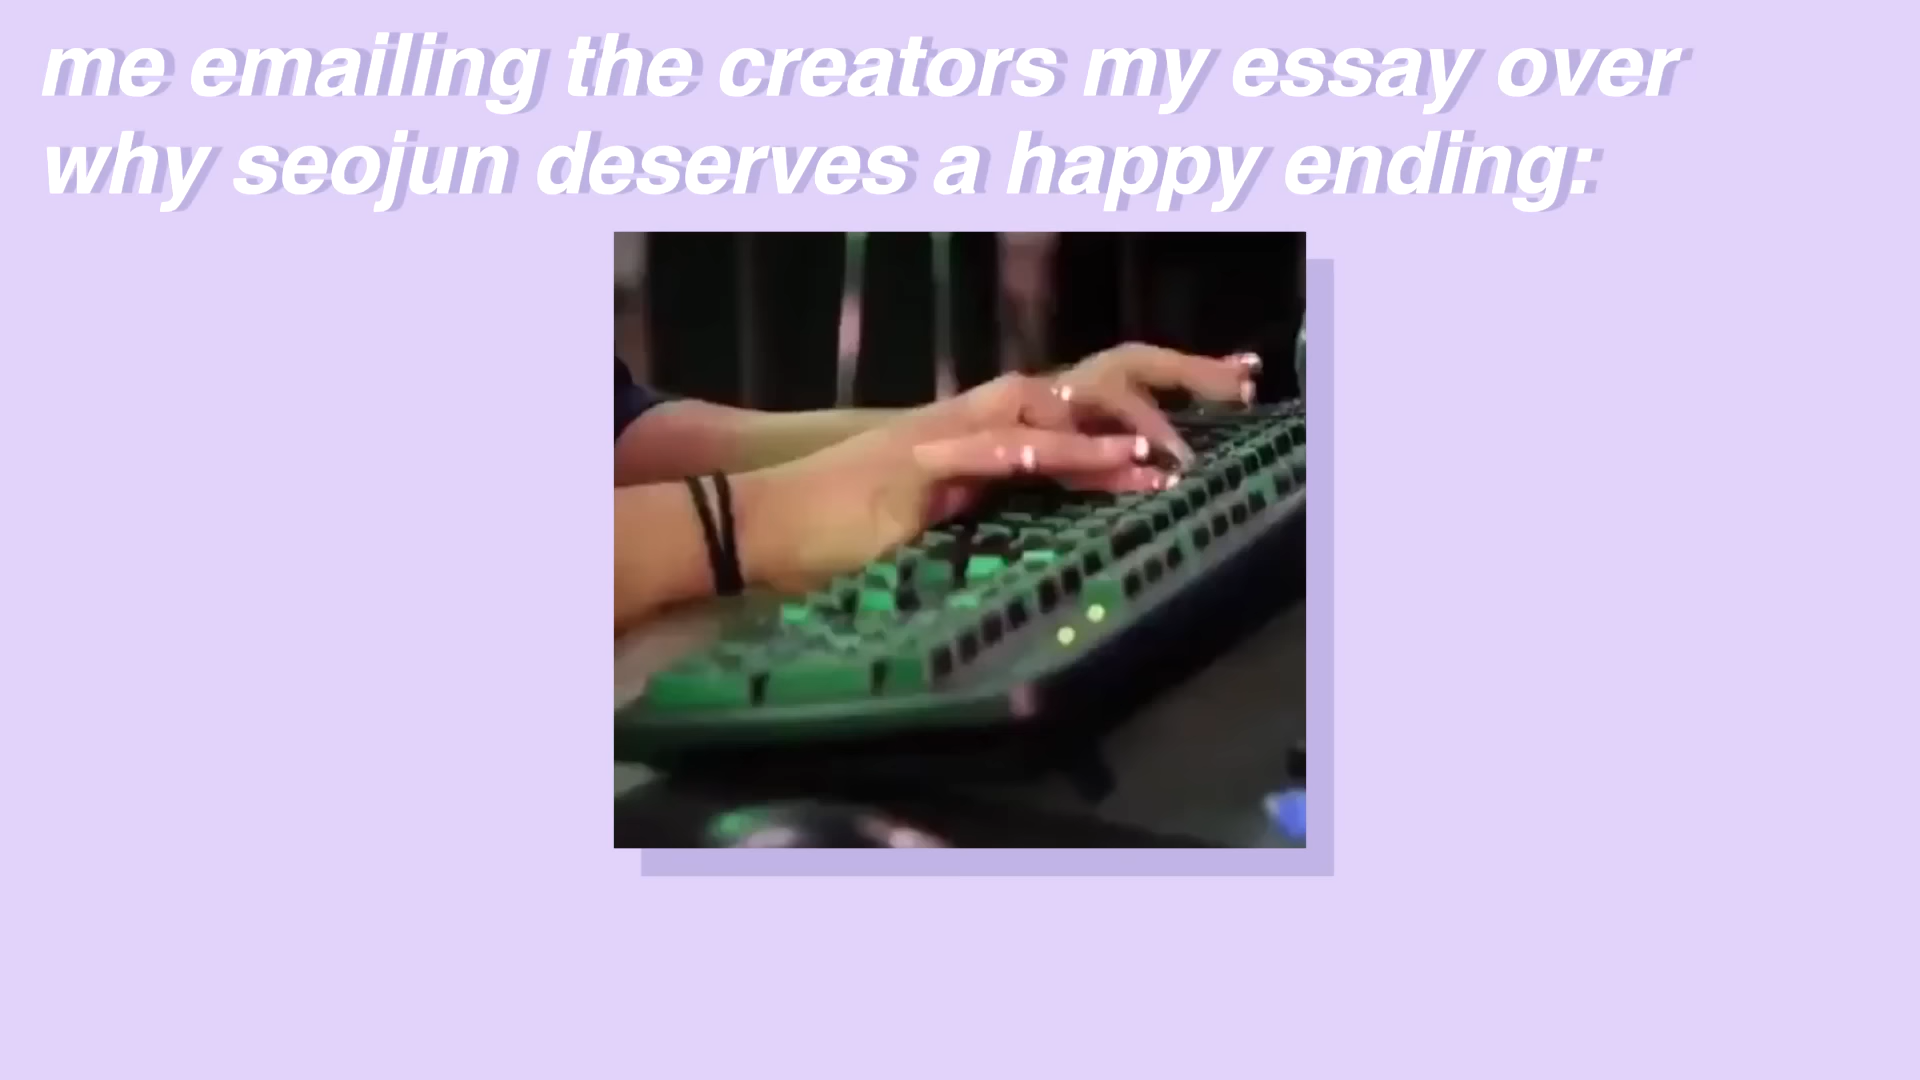 me emailing the creators my essay over
why seojun deserves a happy ending: